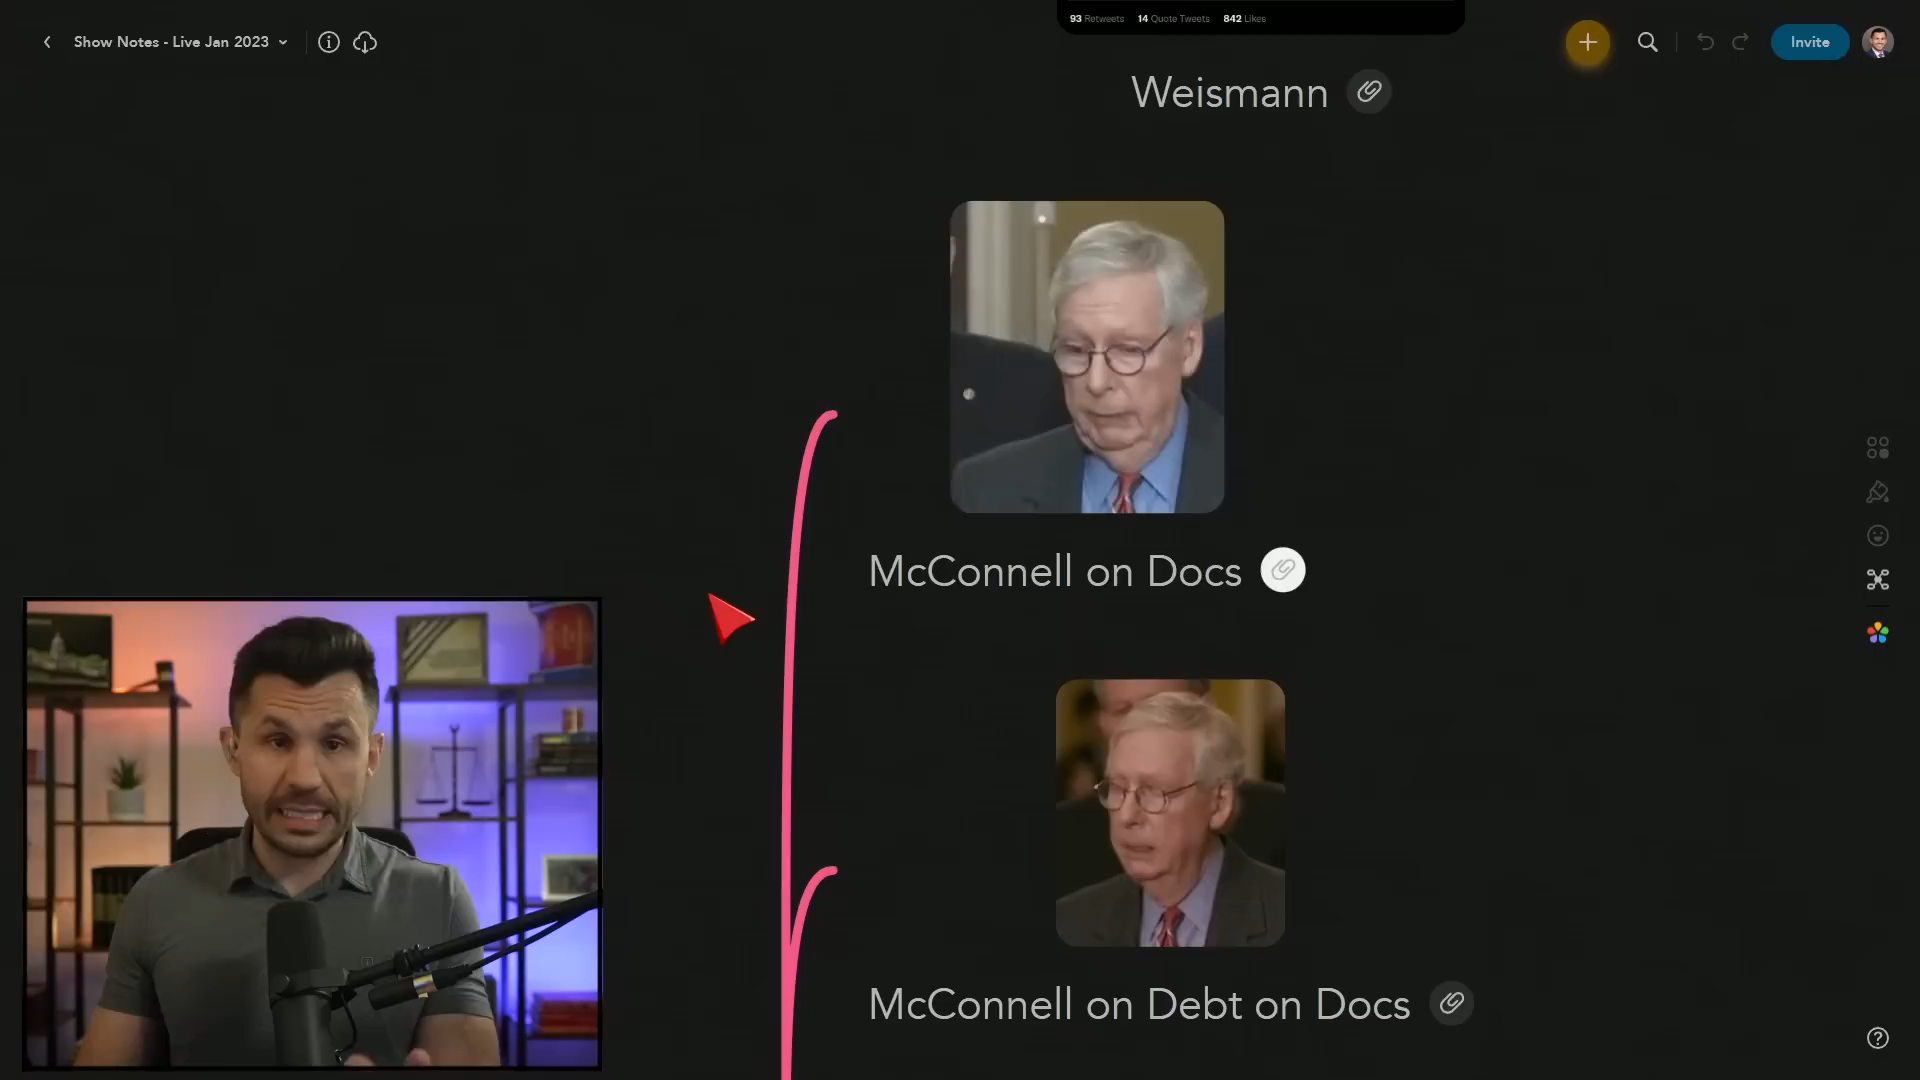 93 Retweets 14 Quote Tweets 842 Likes
Show Notes - Live Jan 2023
Invite
Weismann
McConnell on Docs
McConnell on Debt on Docs